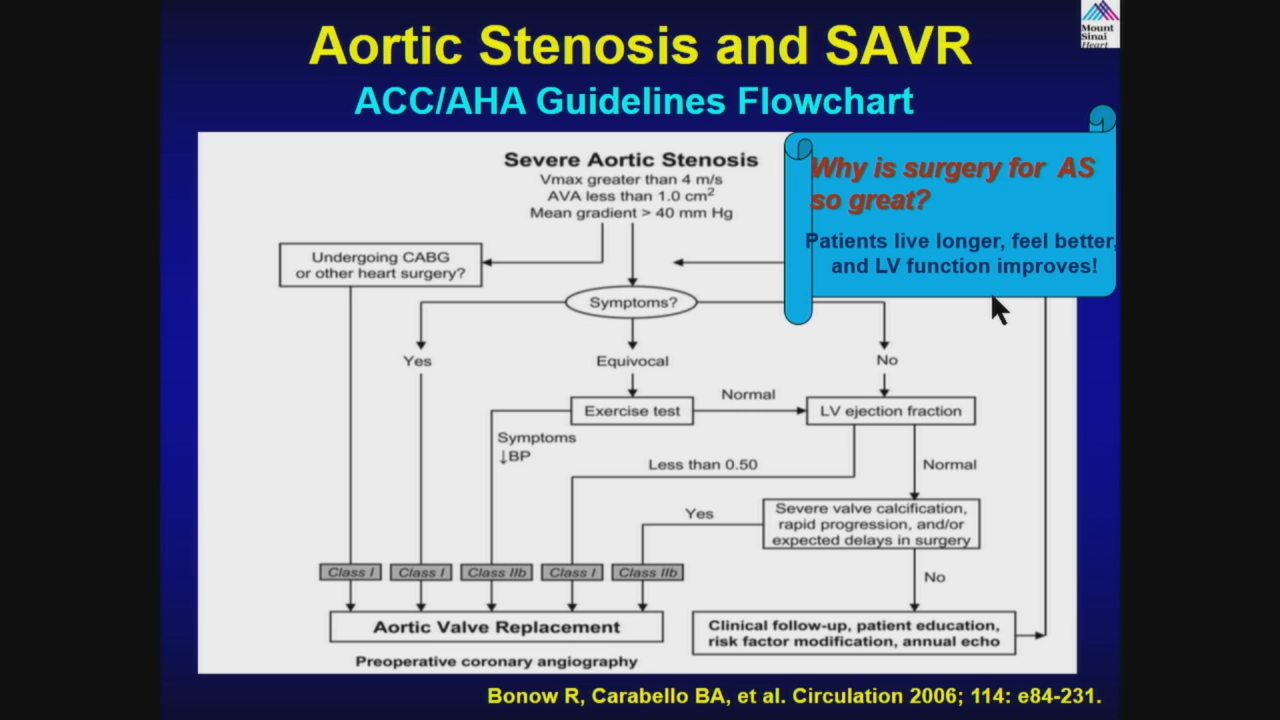 Aortic Stenosis and SAVR
Mount
Sinai
Heart
ACC/AHA Guidelines Flowchart
Severe Aortic Stenosis
Vmax greater than 4 m/s
AVA less than 1.0 cm²
Mean gradient > 40 mm Hg
Why is surgery for AS
so great?
Patients live longer, feel better,
and LV function improves!
Undergoing CABG
or other heart surgery?
Symptoms?
Yes
Equivocal
No
Exercise test
Normal
LV ejection fraction
Symptoms
↓BP
Less than 0.50
Normal
Yes
Severe valve calcification,
rapid progression, and/or
expected delays in surgery
Class I
Class I
Class IIb
Class I
Class IIb
No
Aortic Valve Replacement
Clinical follow-up, patient education,
risk factor modification, annual echo
Preoperative coronary angiography
Bonow R, Carabello BA, et al. Circulation 2006; 114: e84-231.